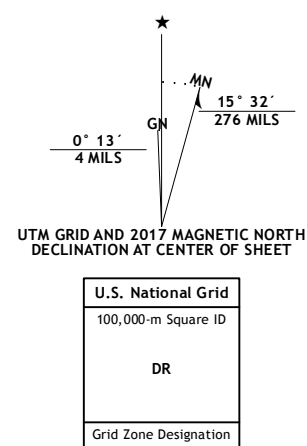 ★
MN
GN
15° 32´
276 MILS
0° 13´
4 MILS
UTM GRID AND 2017 MAGNETIC NORTH
DECLINATION AT CENTER OF SHEET
U.S. National Grid
100,000-m Square ID
DR
Grid Zone Designation